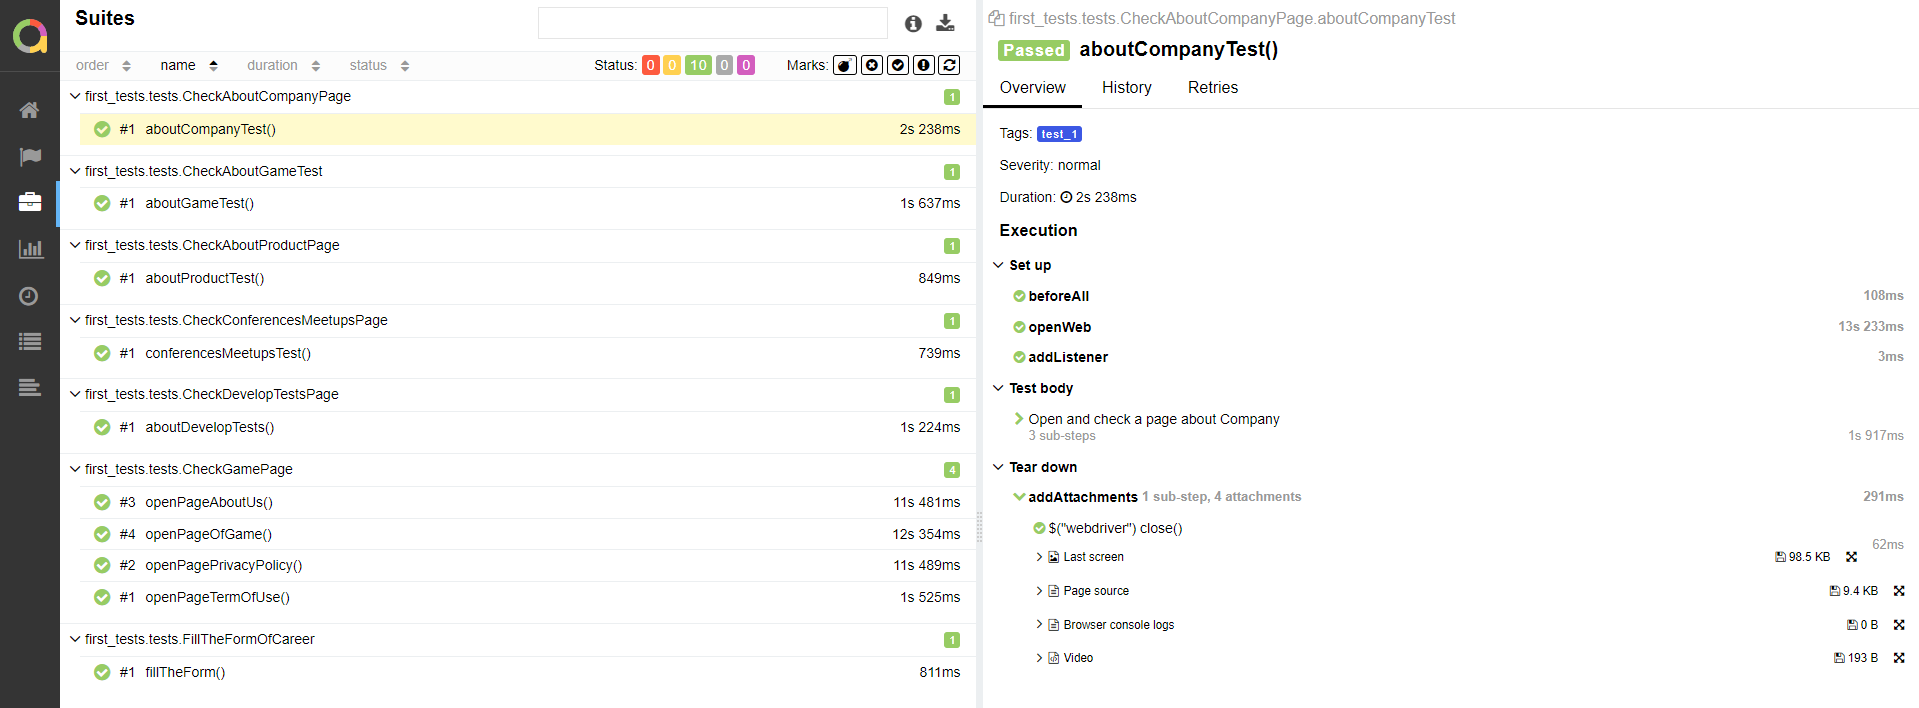 Suites
order name duration status Status: 0 0 10 0 0 Marks:
first_tests.tests.CheckAboutCompanyPage 1
#1 aboutCompanyTest() 2s 238ms
first_tests.tests.CheckAboutGameTest 1
#1 aboutGameTest() 1s 637ms
first_tests.tests.CheckAboutProductPage 1
#1 aboutProductTest() 849ms
first_tests.tests.CheckConferencesMeetupsPage 1
#1 conferencesMeetupsTest() 739ms
first_tests.tests.CheckDevelopTestsPage 1
#1 aboutDevelopTests() 1s 224ms
first_tests.tests.CheckGamePage 4
#3 openPageAboutUs() 11s 481ms
#4 openPageOfGame() 12s 354ms
#2 openPagePrivacyPolicy() 11s 489ms
#1 openPageTermOfUse() 1s 525ms
first_tests.tests.FillTheFormOfCareer 1
#1 fillTheForm() 811ms
first_tests.tests.CheckAboutCompanyPage.aboutCompanyTest
Passed aboutCompanyTest()
Overview History Retries
Tags: test_1
Severity: normal
Duration: 2s 238ms
Execution
Set up
beforeAll 108ms
openWeb 13s 233ms
addListener 3ms
Test body
Open and check a page about Company
3 sub-steps 1s 917ms
Tear down
addAttachments 1 sub-step, 4 attachments 291ms
$("webdriver") close()
62ms
Last screen 98.5 KB
Page source 9.4 KB
Browser console logs 0 B
Video 193 B